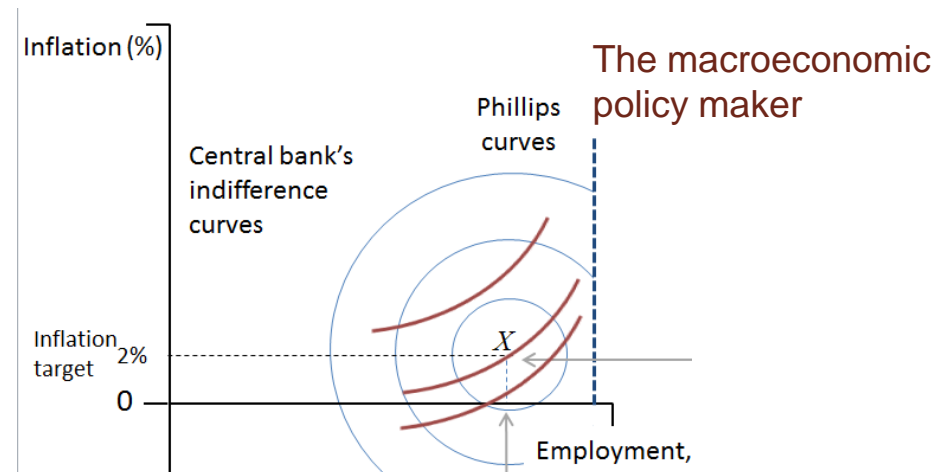 Inflation (%)
The macroeconomic
policy maker
Phillips
curves
Central bank’s
indifference
curves
X
Inflation
target
2%
0
Employment,